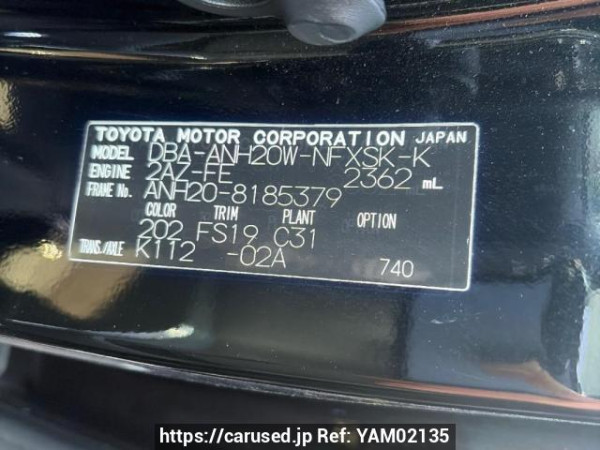 TOYOTA MOTOR CORPORATION JAPAN
MODEL DBA-ANH20W-NFXSK-K
ENGINE 2AZ-FE 2362 mL
FRAME No. ANH20-8185379
COLOR TRIM PLANT OPTION
202 FS19 C31
TRANS./AXLE K112 -02A 740
https://carused.jp Ref: YAM02135